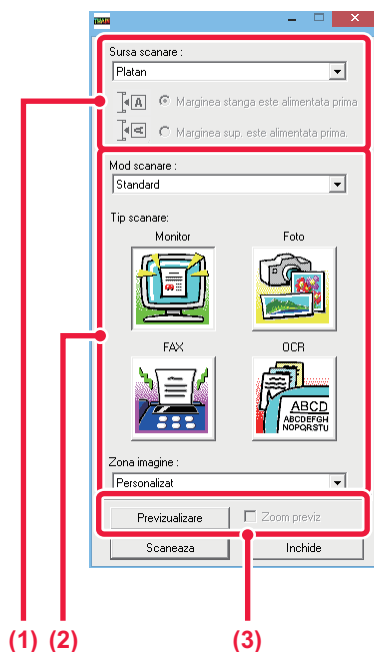 Sursa scanare :
Platan
A
Marginea stanga este alimentata prima
A
Marginea sup, este alimentata prima.
Mod scanare :
Standard
Tip scanare:
Monitor Foto
FAX OCR
ABCD
ABCDEFGH
NOPQRSTU
Zona imagine :
Personalizat
Previzualizare Zoom previz
Scaneaza Inchide
(1) (2) (3)